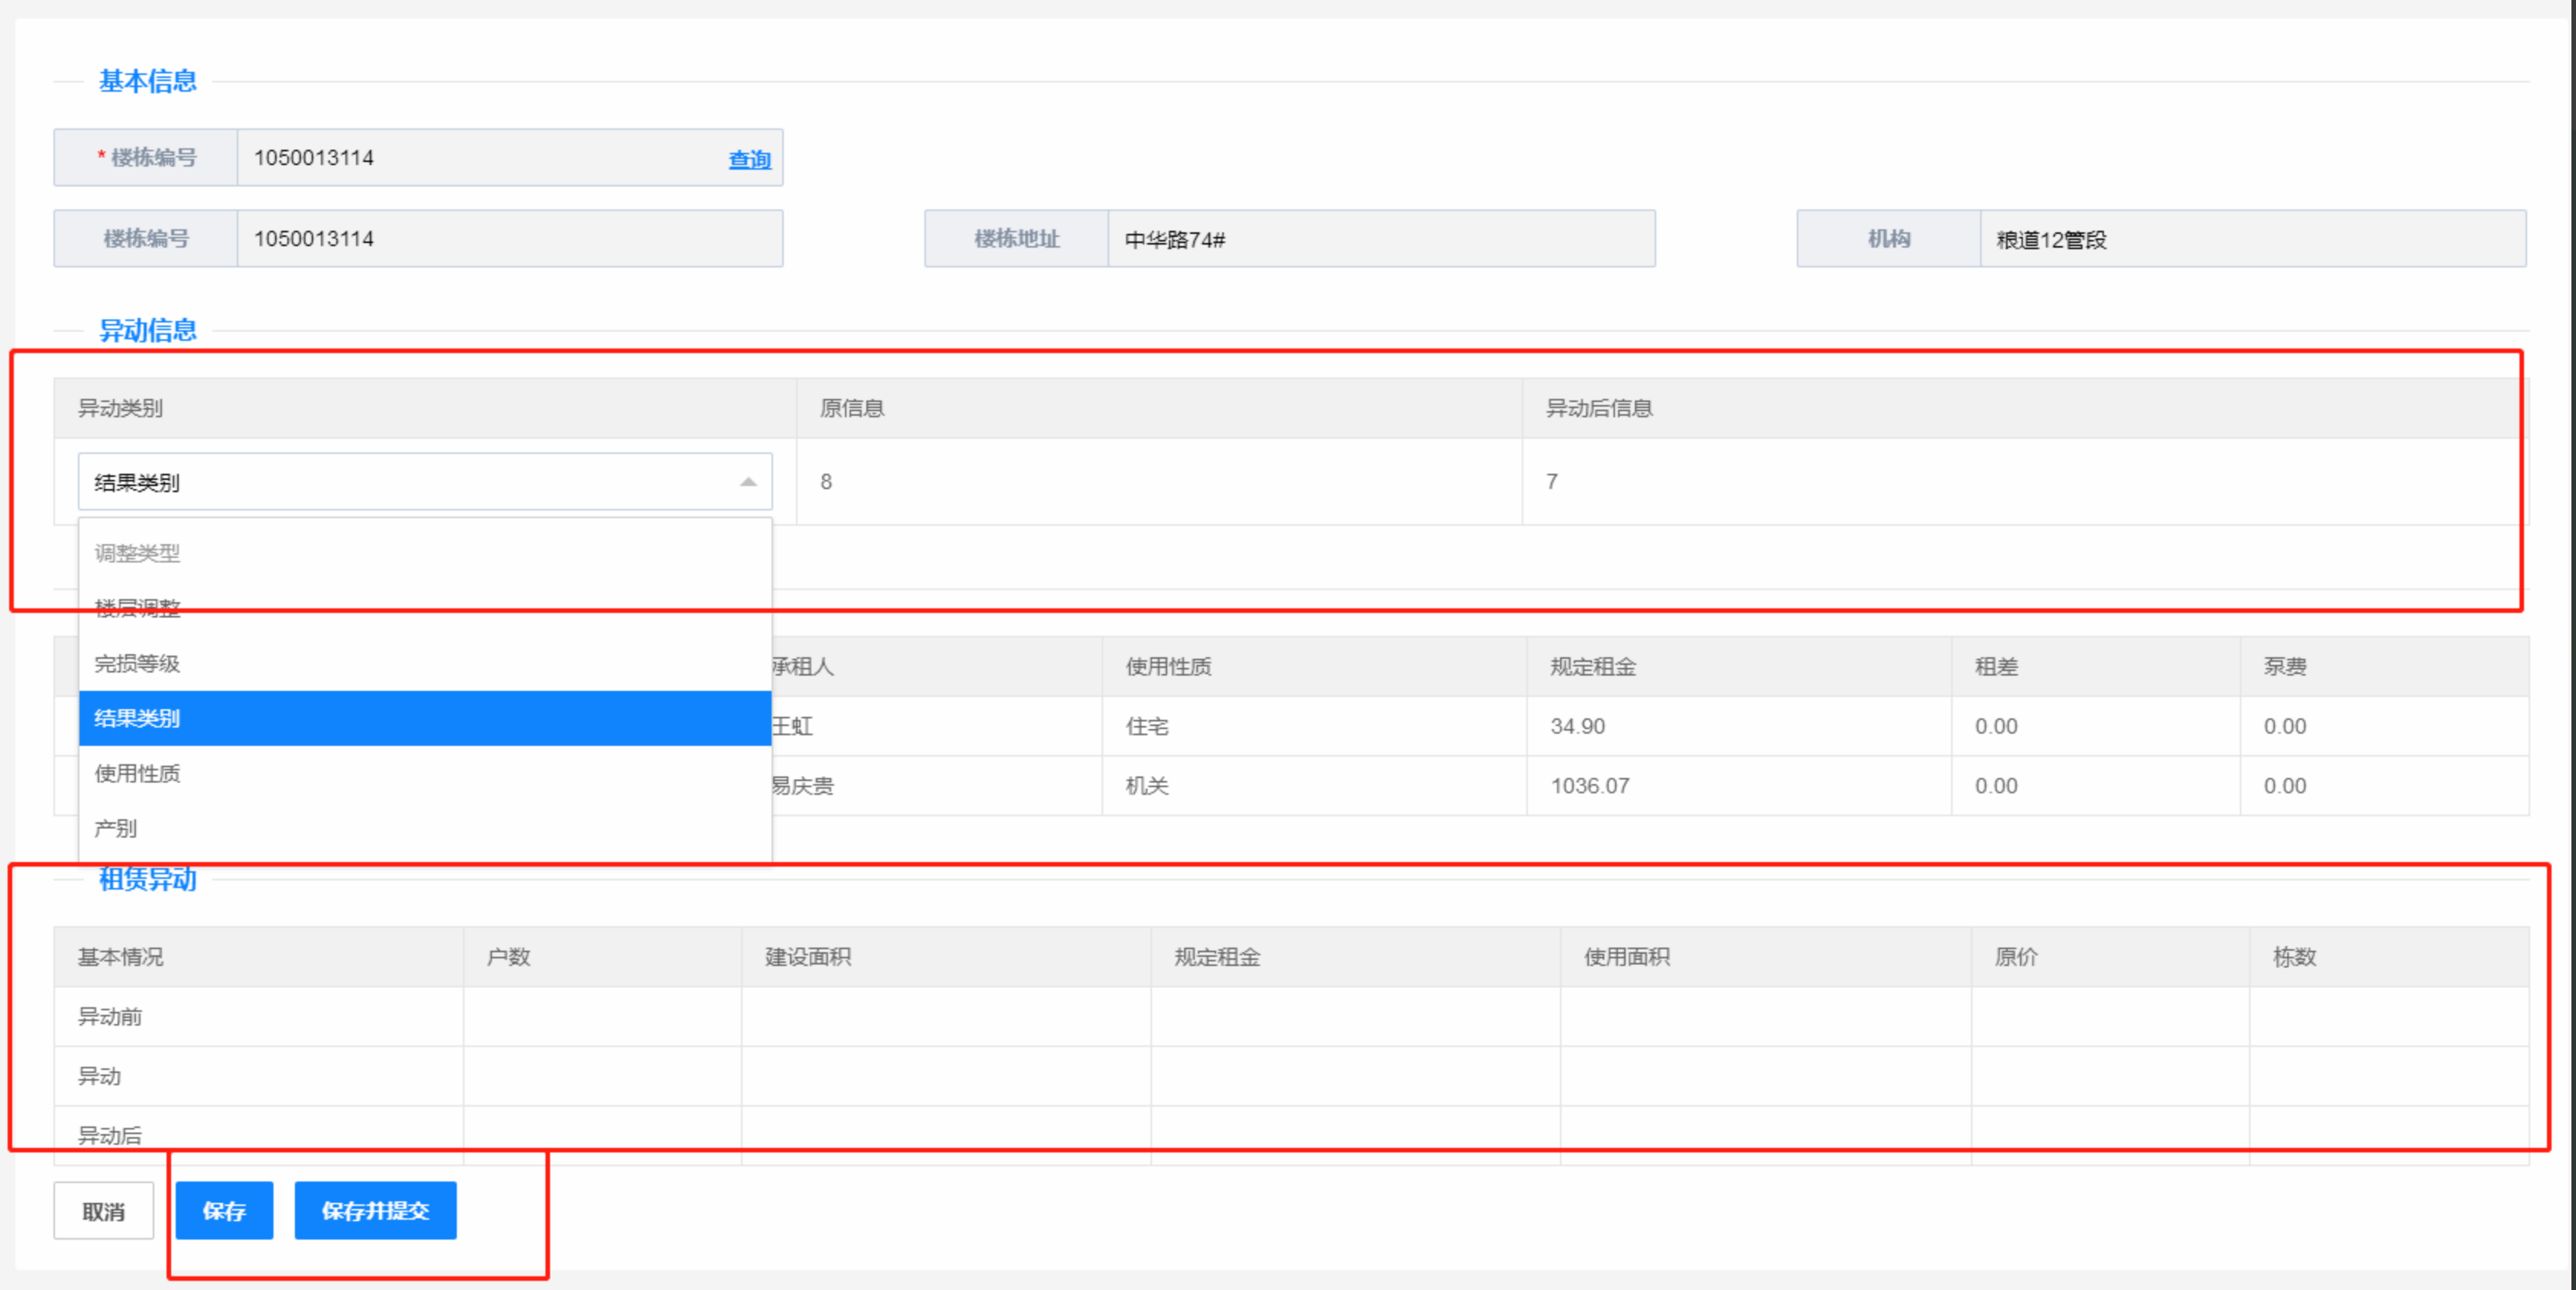 基本信息
* 楼栋编号 1050013114 查询
楼栋编号 1050013114 楼栋地址 中华路74# 机构 粮道12管段
异动信息
异动类别 原信息 异动后信息
结果类别 8 7
调整类型
楼层调整
完损等级
结果类别
使用性质
产别
承租人 使用性质 规定租金 租差 泵费
王虹 住宅 34.90 0.00 0.00
易庆贵 机关 1036.07 0.00 0.00
租赁异动
基本情况 户数 建设面积 规定租金 使用面积 原价 栋数
异动前
异动
异动后
取消 保存 保存并提交